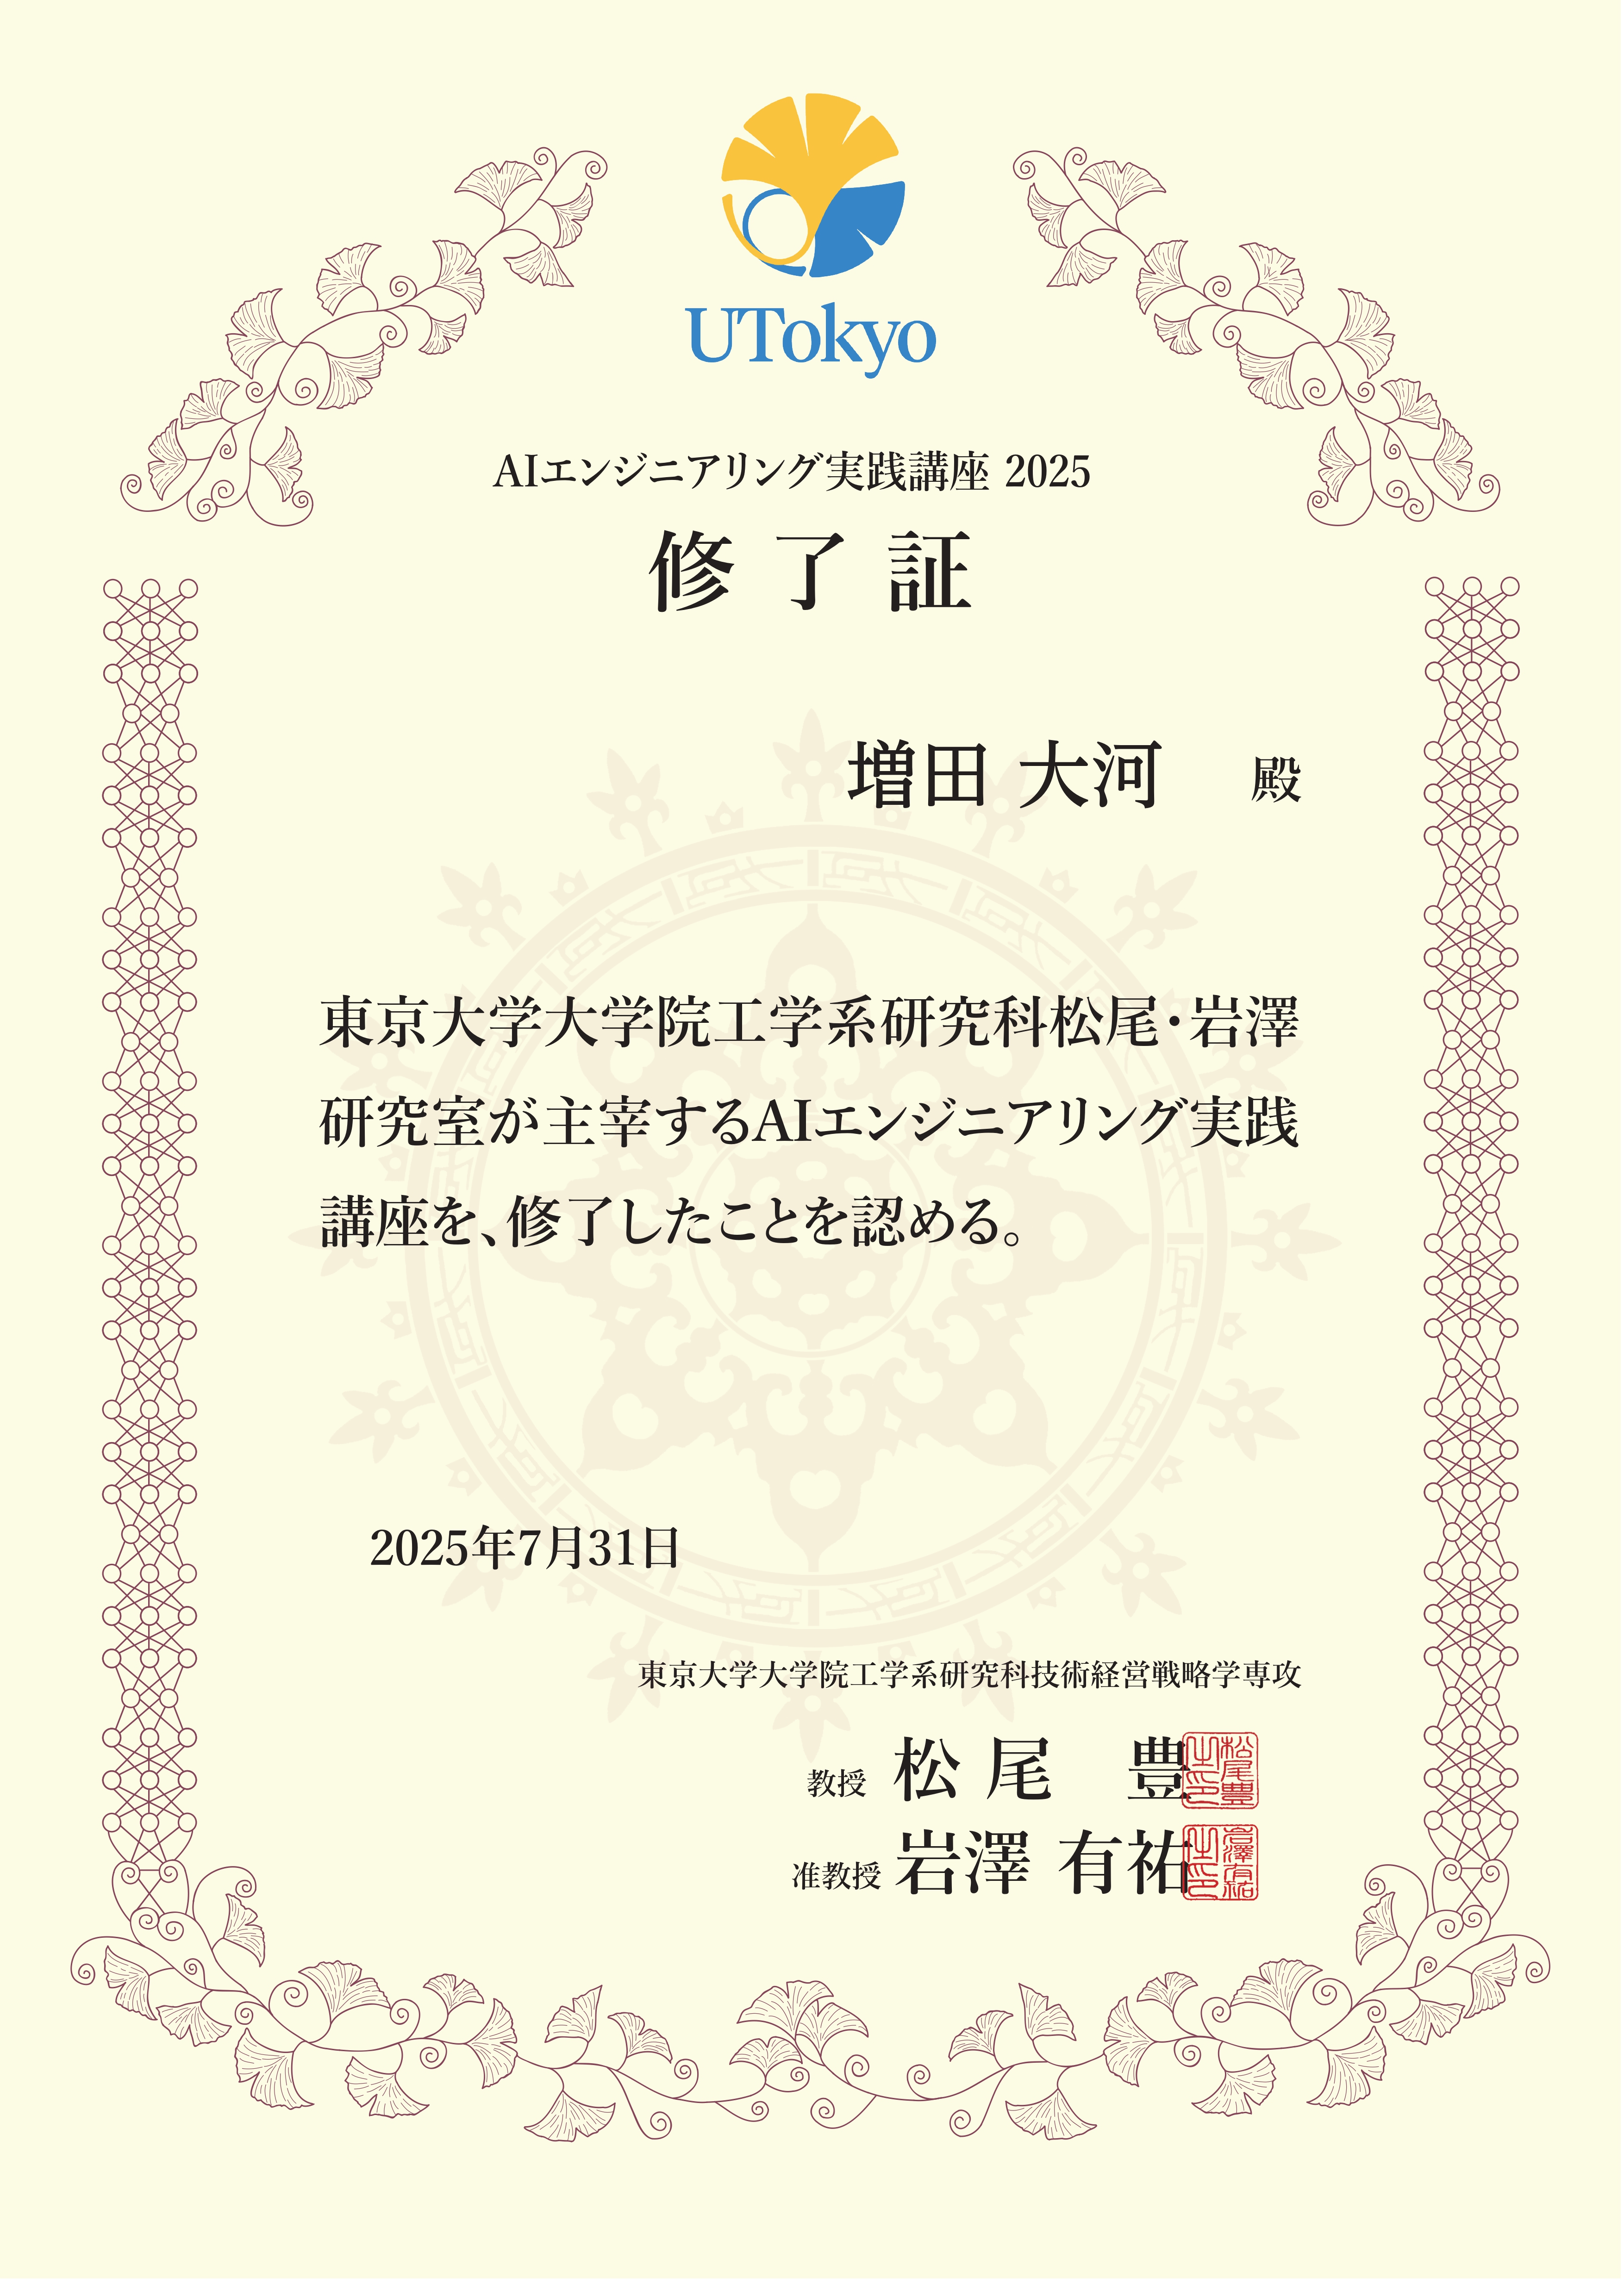 UTokyo
AIエンジニアリング実践講座 2025
修了証
増田 大河 殿
東京大学大学院工学系研究科松尾・岩澤
研究室が主宰するAIエンジニアリング実践
講座を、修了したことを認める。
2025年7月31日
東京大学大学院工学系研究科技術経営戦略学専攻
教授 松尾 豊
松尾豊之印
准教授 岩澤 有祐
岩澤有祐之印